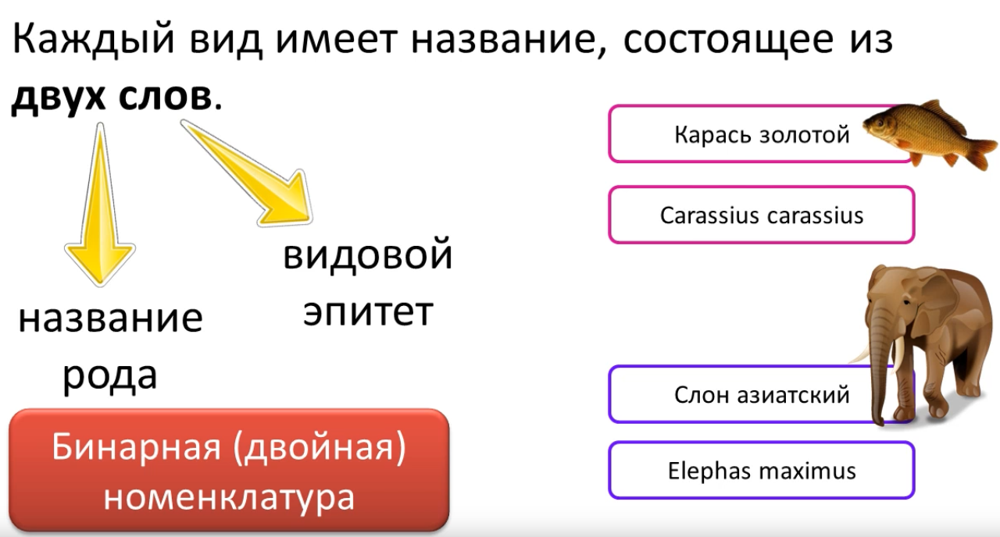 Каждый вид имеет название, состоящее из
двух слов.
название
рода
видовой
эпитет
Бинарная (двойная)
номенклатура
Карась золотой
Carassius carassius
Слон азиатский
Elephas maximus